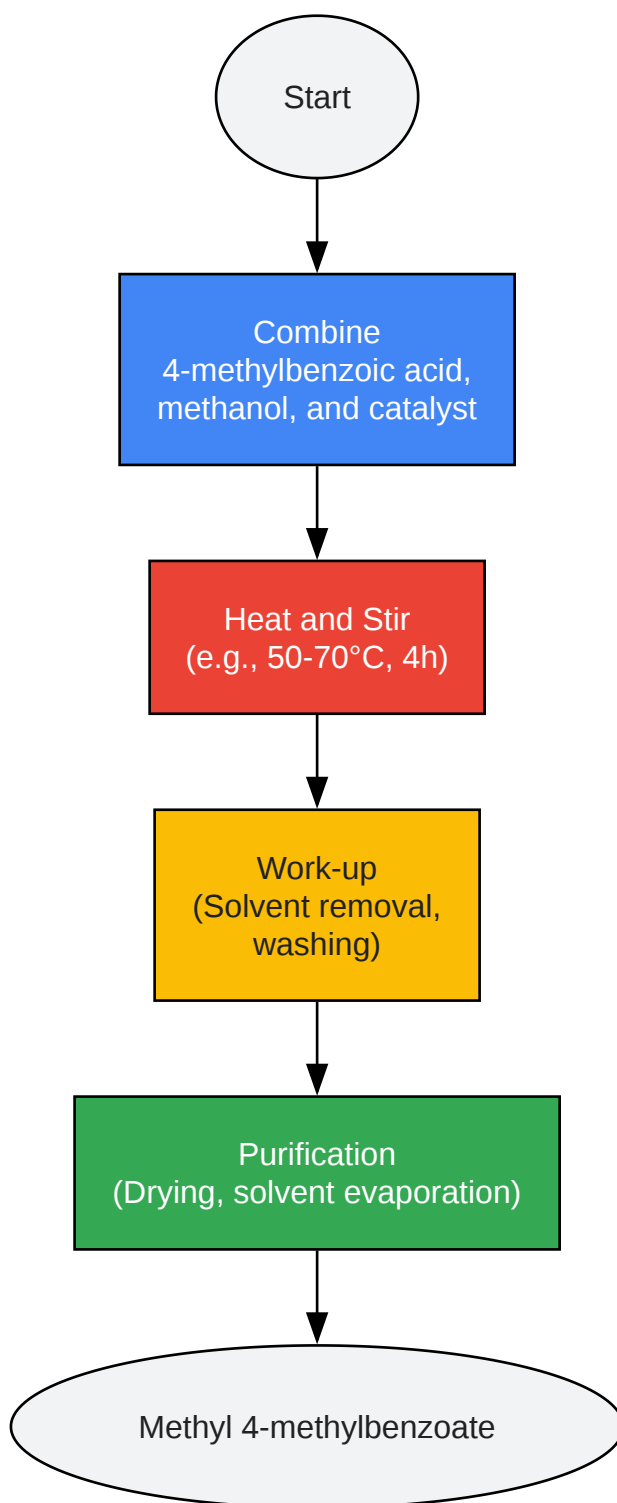 Start
Combine
4-methylbenzoic acid,
methanol, and catalyst
Heat and Stir
(e.g., 50-70°C, 4h)
Work-up
(Solvent removal,
washing)
Purification
(Drying, solvent evaporation)
Methyl 4-methylbenzoate